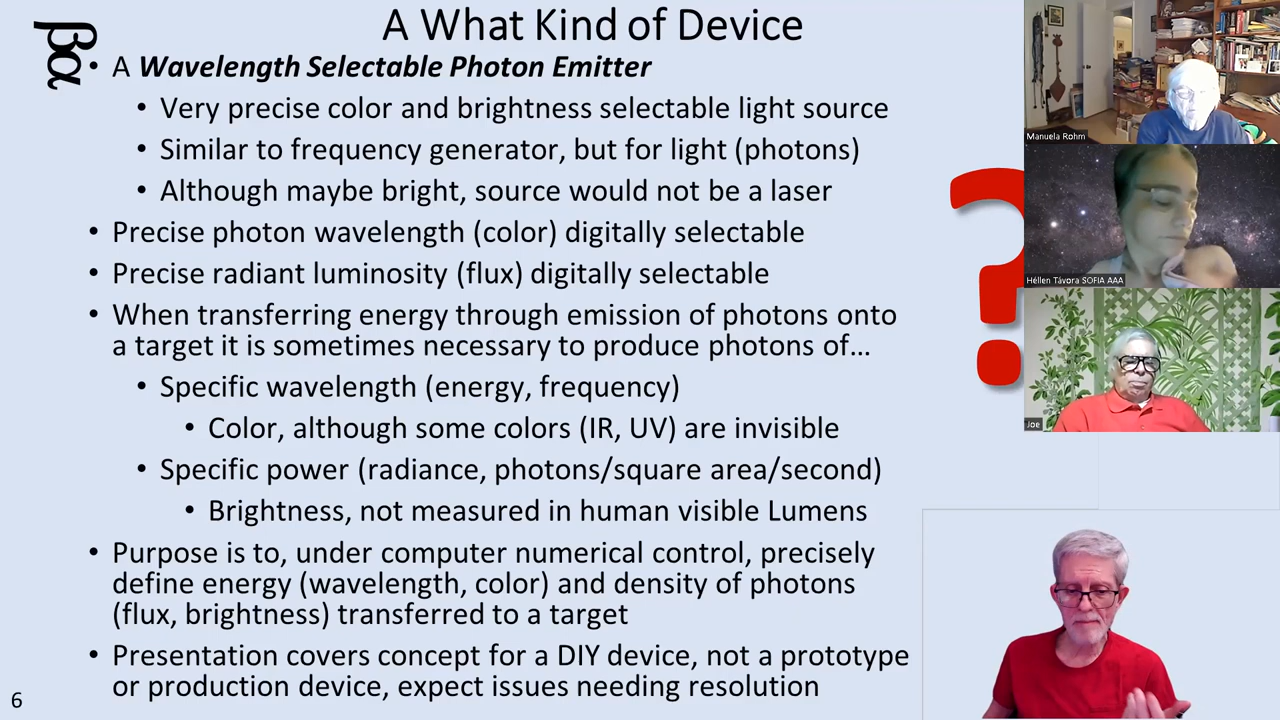 A What Kind of Device
βα
• A Wavelength Selectable Photon Emitter
• Very precise color and brightness selectable light source
• Similar to frequency generator, but for light (photons)
• Although maybe bright, source would not be a laser
• Precise photon wavelength (color) digitally selectable
• Precise radiant luminosity (flux) digitally selectable
• When transferring energy through emission of photons onto
a target it is sometimes necessary to produce photons of…
• Specific wavelength (energy, frequency)
• Color, although some colors (IR, UV) are invisible
• Specific power (radiance, photons/square area/second)
• Brightness, not measured in human visible Lumens
• Purpose is to, under computer numerical control, precisely
define energy (wavelength, color) and density of photons
(flux, brightness) transferred to a target
• Presentation covers concept for a DIY device, not a prototype
or production device, expect issues needing resolution
6
?
Manuela Rohm
Héllen Távora SOFIA AAA
Joe